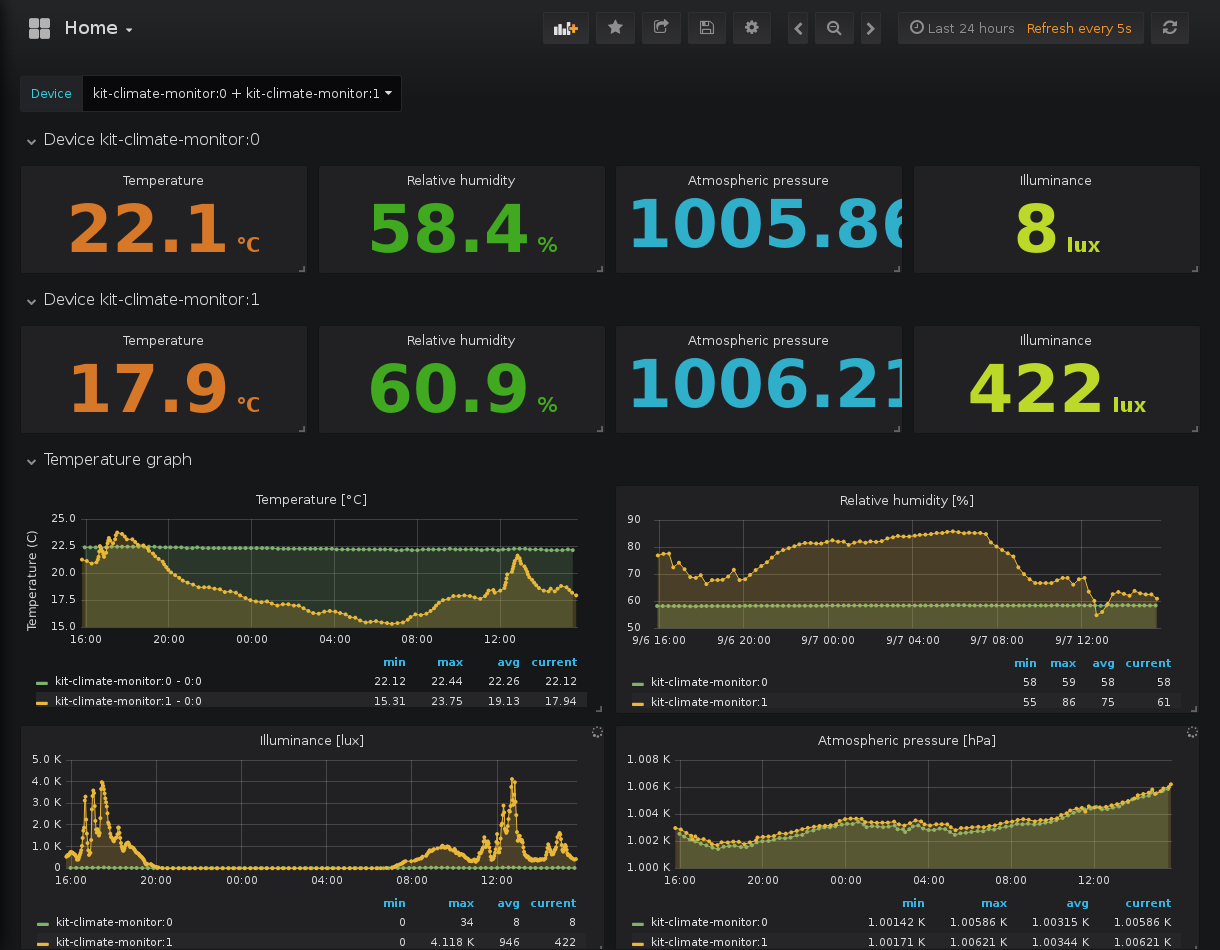 Home
Last 24 hours Refresh every 5s
Device kit-climate-monitor:0 + kit-climate-monitor:1
Device kit-climate-monitor:0
Temperature Relative humidity Atmospheric pressure Illuminance
22.1 °C 58.4 % 1005.86 8 lux
Device kit-climate-monitor:1
Temperature Relative humidity Atmospheric pressure Illuminance
17.9 °C 60.9 % 1006.21 422 lux
Temperature graph
Temperature [°C]
Temperature (C)
25.0
22.5
20.0
17.5
15.0
16:00 20:00 00:00 04:00 08:00 12:00
min max avg current
kit-climate-monitor:0 - 0:0 22.12 22.44 22.26 22.12
kit-climate-monitor:1 - 0:0 15.31 23.75 19.13 17.94
Relative humidity [%]
90
80
70
60
50
9/6 16:00 9/6 20:00 9/7 00:00 9/7 04:00 9/7 08:00 9/7 12:00
min max avg current
kit-climate-monitor:0 58 59 58 58
kit-climate-monitor:1 55 86 75 61
Illuminance [lux]
5.0 K
4.0 K
3.0 K
2.0 K
1.0 K
0
16:00 20:00 00:00 04:00 08:00 12:00
min max avg current
kit-climate-monitor:0 0 34 8 8
kit-climate-monitor:1 0 4.118 K 946 422
Atmospheric pressure [hPa]
1.008 K
1.006 K
1.004 K
1.002 K
1.000 K
16:00 20:00 00:00 04:00 08:00 12:00
min max avg current
kit-climate-monitor:0 1.00142 K 1.00586 K 1.00315 K 1.00586 K
kit-climate-monitor:1 1.00171 K 1.00621 K 1.00344 K 1.00621 K